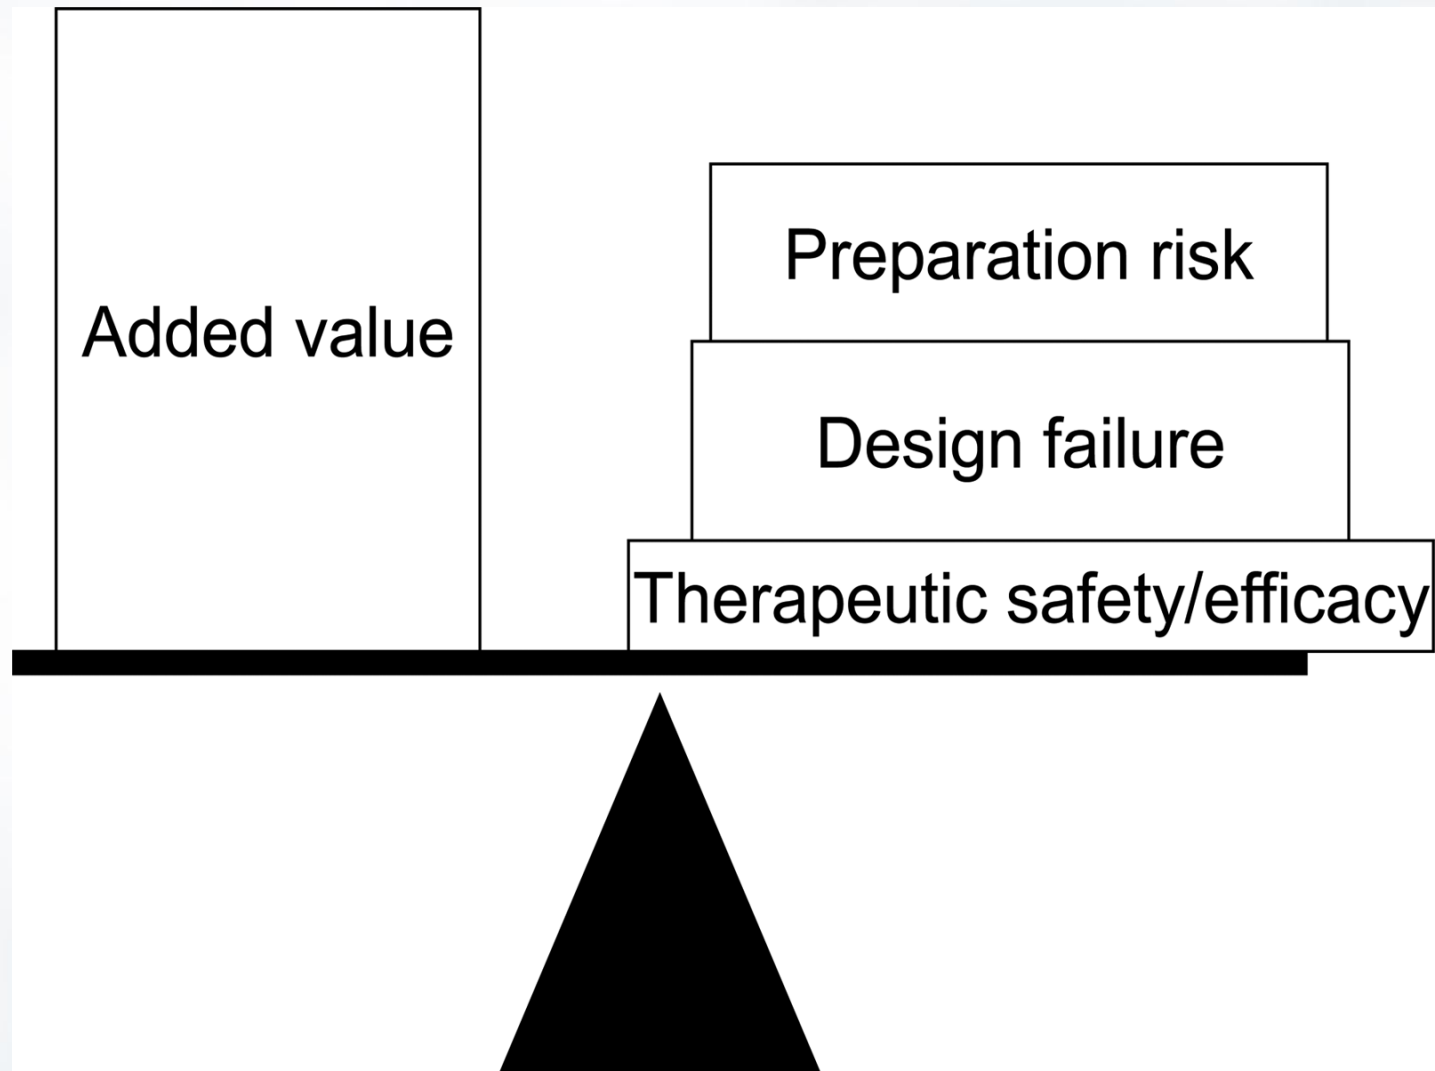 Added value
Preparation risk
Design failure
Therapeutic safety/efficacy